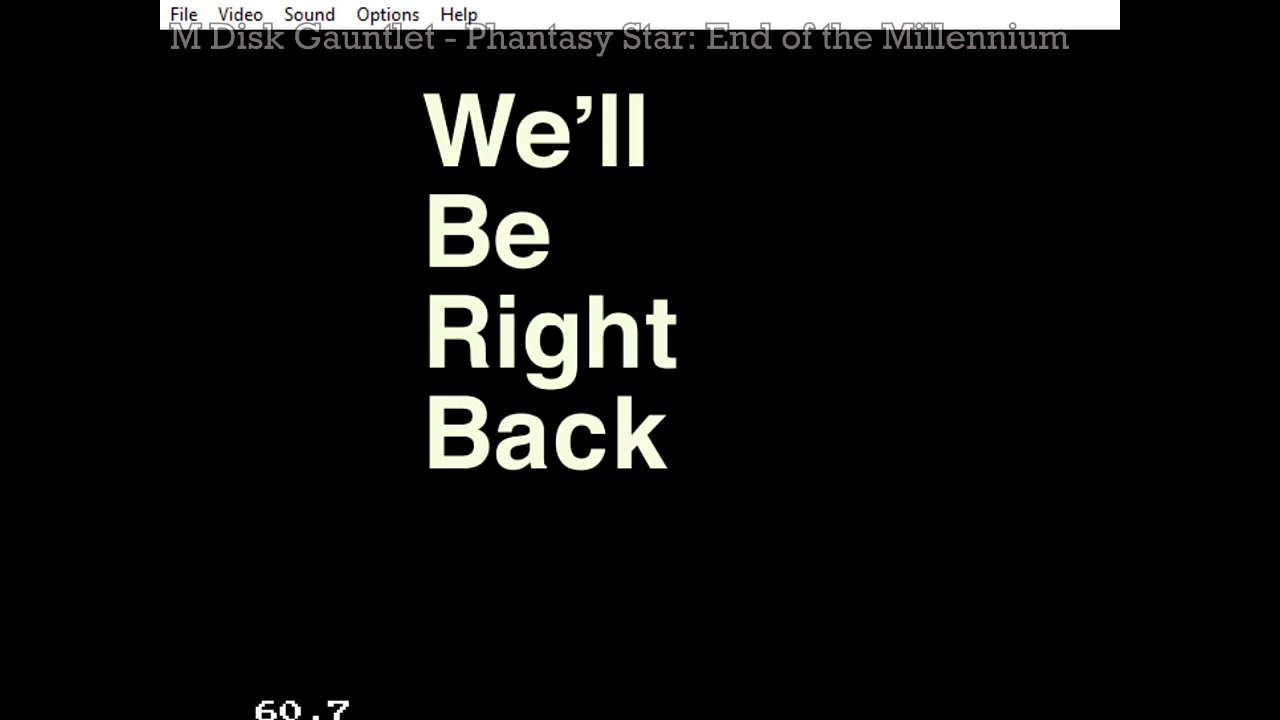 File Video Sound Options Help
M Disk Gauntlet - Phantasy Star: End of the Millennium
We’ll
Be
Right
Back
60.7